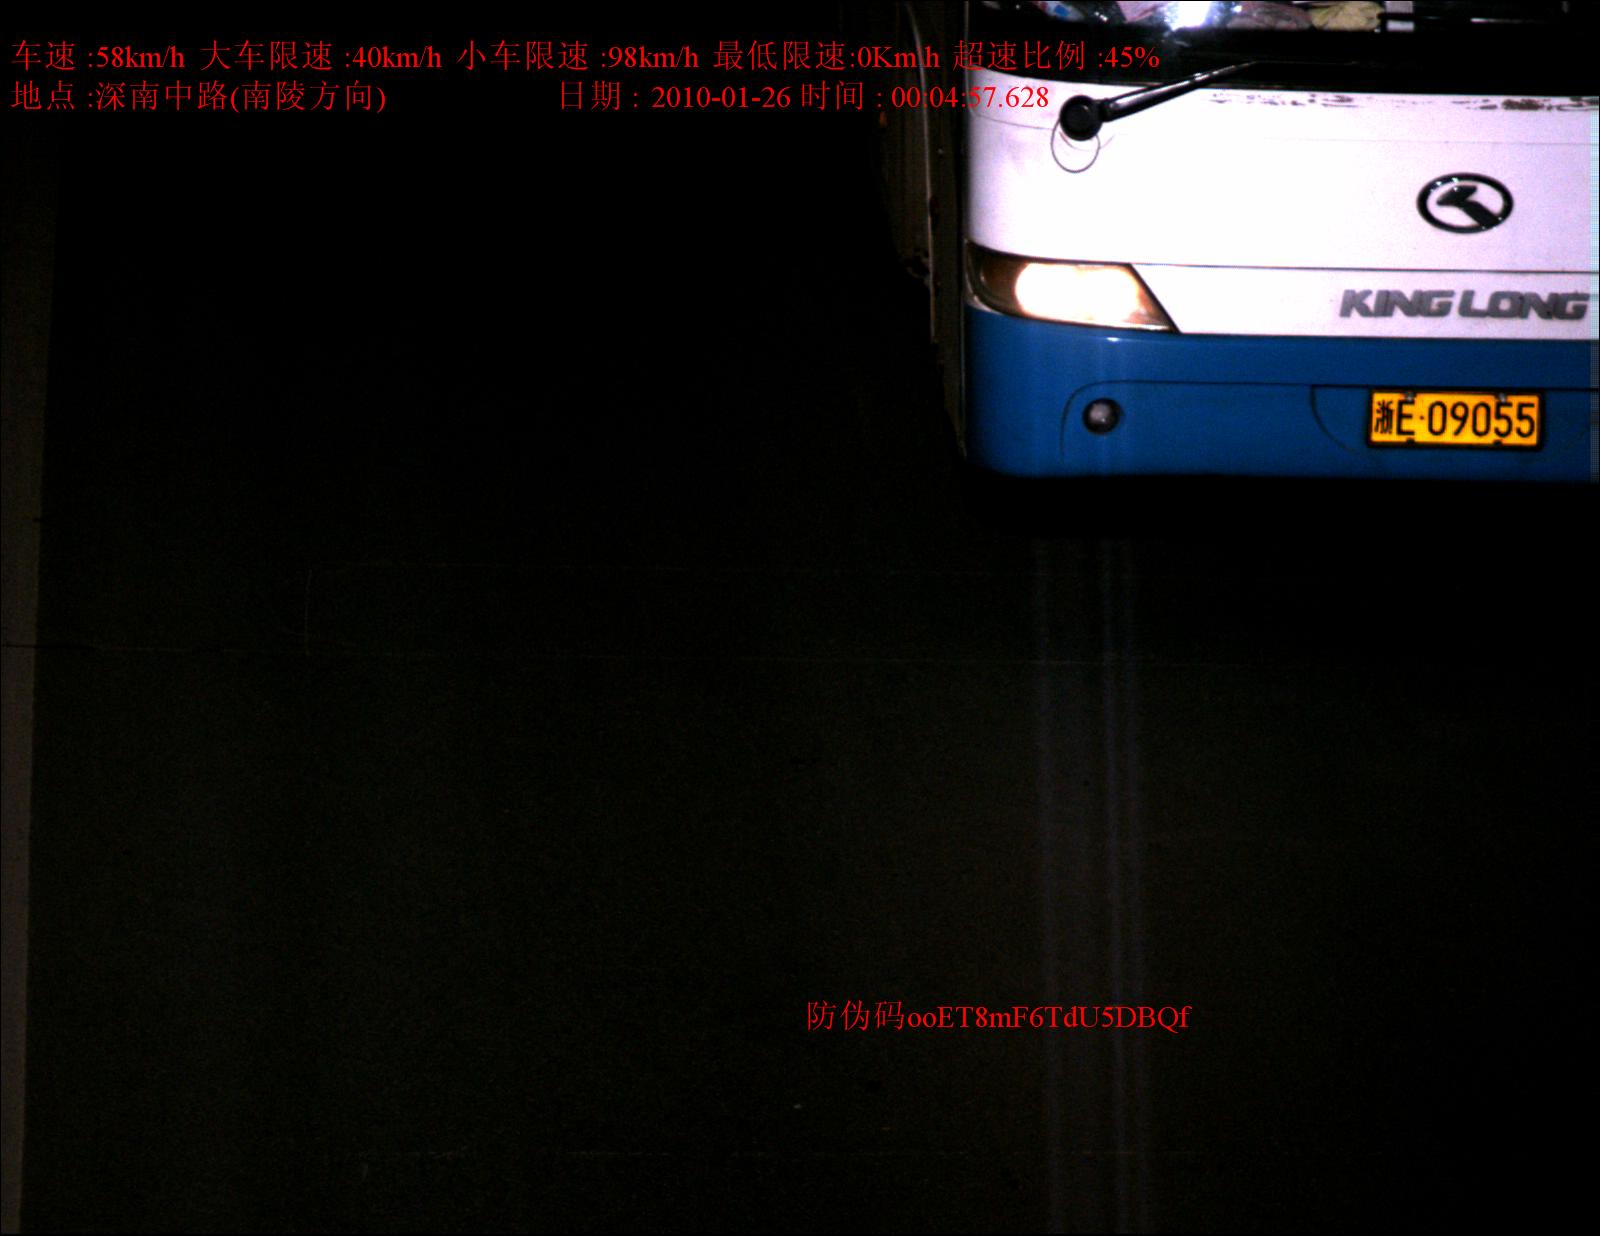 车速:58km/h 大车限速:40km/h 小车限速:98km/h 最低限速:0Km/h 超速比例:45%
地点:深南中路(南陵方向) 日期: 2010-01-26 时间: 00:04:57.628
KING LONG
浙E·09055
防伪码ooET8mF6TdU5DBQf